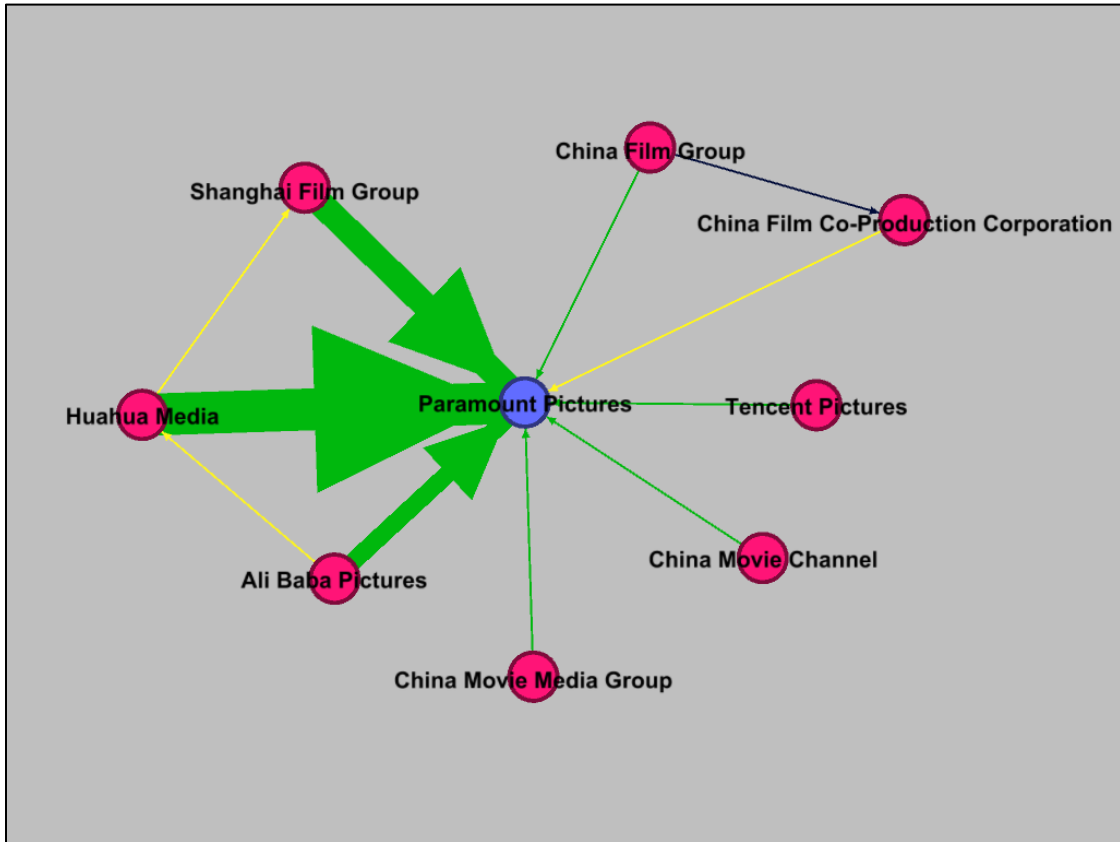 China Film Group
Shanghai Film Group
China Film Co-Production Corporation
Paramount Pictures
Tencent Pictures
Huahua Media
China Movie Channel
Ali Baba Pictures
China Movie Media Group